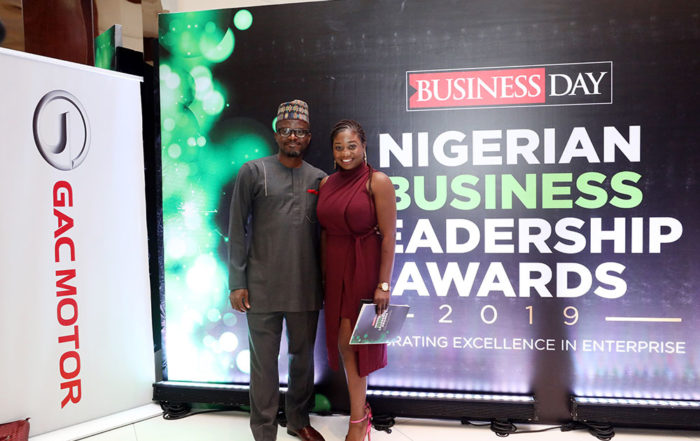 GAC MOTOR
BUSINESS DAY
NIGERIAN
BUSINESS
EADERSHIP
AWARDS
2019
RATING EXCELLENCE IN ENTERPRISE